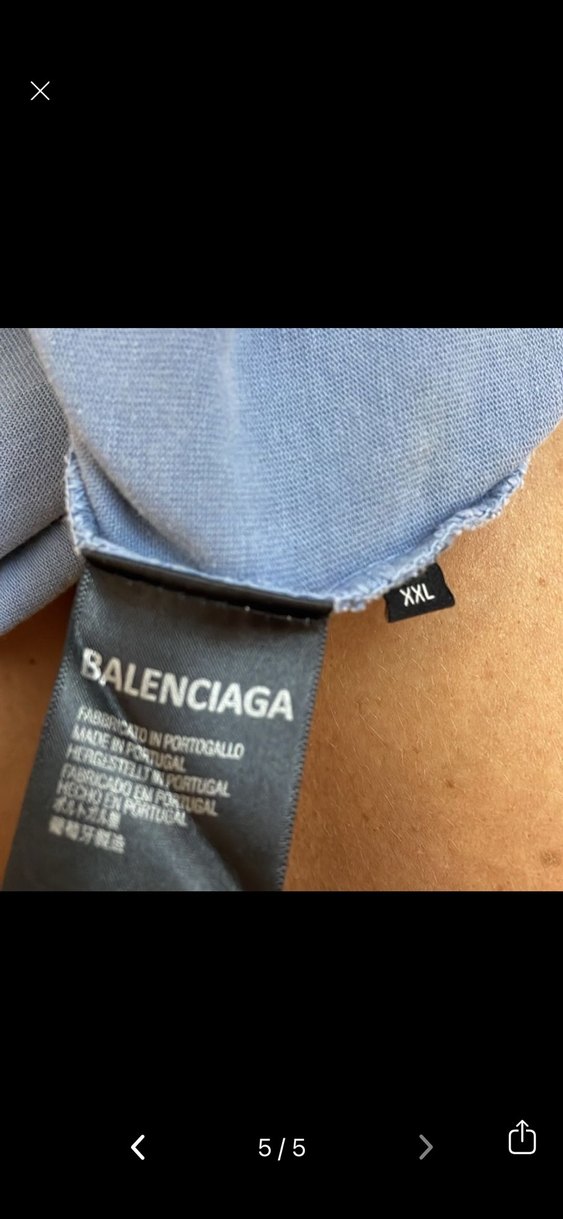 XXL
BALENCIAGA
FABBRICATO IN PORTOGALLO
MADE IN PORTUGAL
HERGESTELLT IN PORTUGAL
FABRICADO EN PORTUGAL
HECHO EN PORTUGAL
ポルトガル製
葡萄牙製造
5 / 5